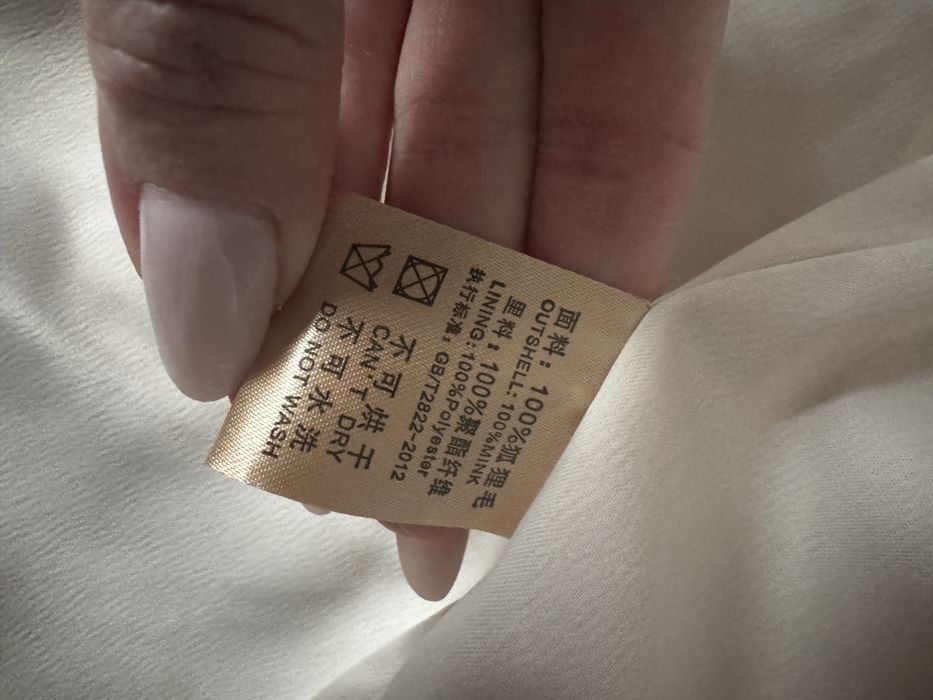 面料：100%狐狸毛
OUTSHELL: 100%MINK
里料：100%聚酯纤维
LINING:100%Polyester
执行标准：GB/T2822-2012
不可烘干
CAN:T DRY
不可水洗
DO NOT WASH